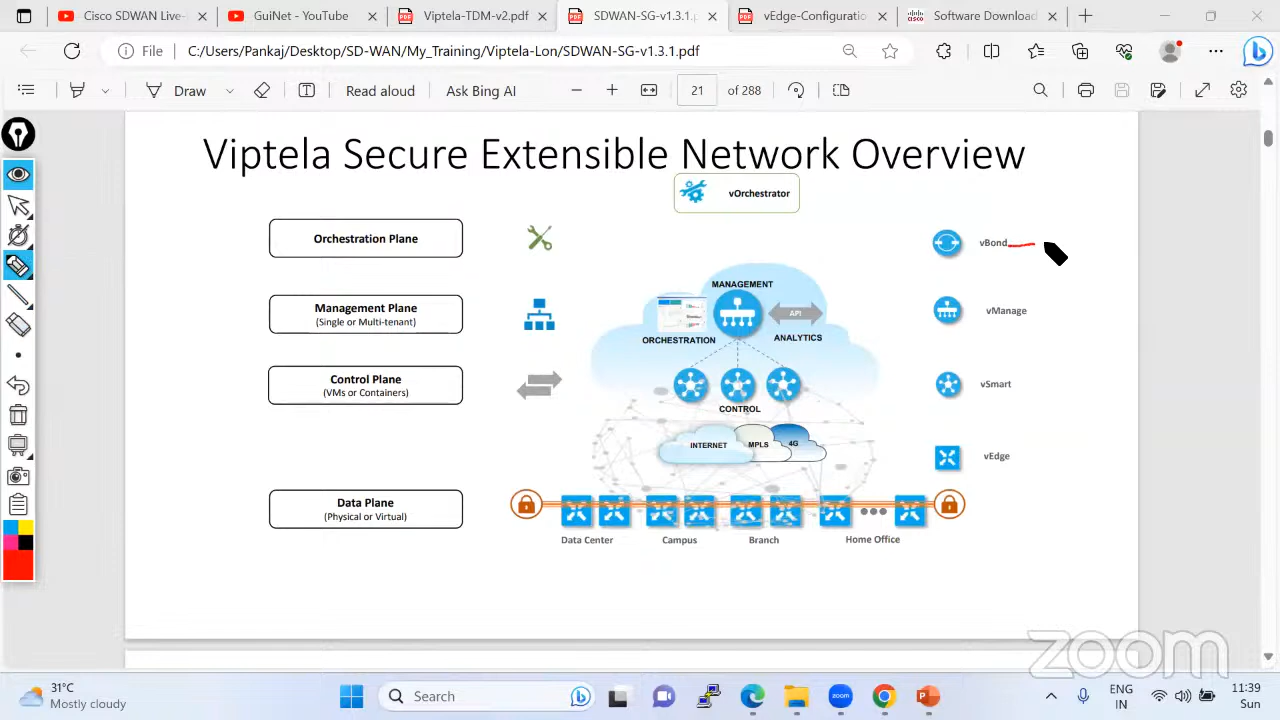 Cisco SDWAN Live-
GuiNet - YouTube
Viptela-TDM-v2.pdf
SDWAN-SG-v1.3.1.p
vEdge-Configuratio
Software Download
File
C:/Users/Pankaj/Desktop/SD-WAN/My_Training/Viptela-Lon/SDWAN-SG-v1.3.1.pdf
Draw
Read aloud
Ask Bing AI
21
of 288
Viptela Secure Extensible Network Overview
vOrchestrator
Orchestration Plane
vBond
Management Plane
(Single or Multi-tenant)
MANAGEMENT
API
ORCHESTRATION
ANALYTICS
vManage
Control Plane
(VMs or Containers)
CONTROL
vSmart
INTERNET
MPLS
4G
vEdge
Data Plane
(Physical or Virtual)
Data Center
Campus
Branch
Home Office
zoom
31°C
Mostly cloudy
Search
zoom
ENG
IN
11:39
Sun